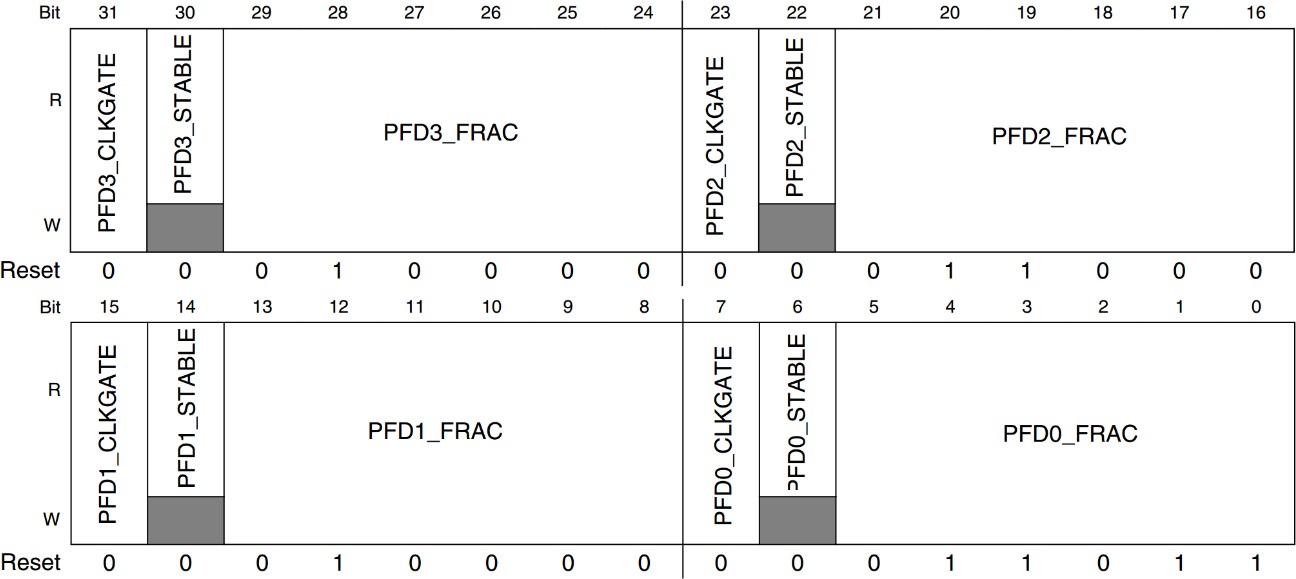 Bit 31 30 29 28 27 26 25 24 23 22 21 20 19 18 17 16
R PFD3_CLKGATE PFD3_STABLE PFD3_FRAC PFD2_CLKGATE PFD2_STABLE PFD2_FRAC
W
Reset 0 0 0 1 0 0 0 0 0 0 0 1 1 0 0 0
Bit 15 14 13 12 11 10 9 8 7 6 5 4 3 2 1 0
R PFD1_CLKGATE PFD1_STABLE PFD1_FRAC PFD0_CLKGATE PFD0_STABLE PFD0_FRAC
W
Reset 0 0 0 1 0 0 0 0 0 0 0 1 1 0 1 1